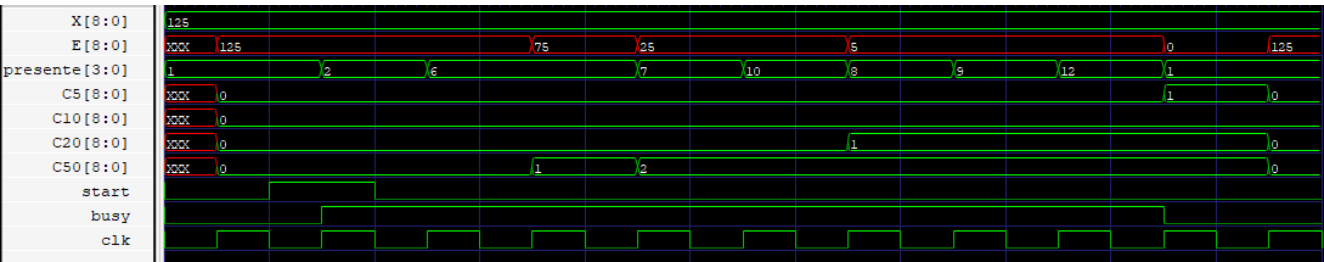 X[8:0] 125
E[8:0] XXX 125 75 25 5 0 125
presente[3:0] 1 2 6 7 10 8 9 12 1
C5[8:0] XXX 0 1 0
C10[8:0] XXX 0
C20[8:0] XXX 0 1 0
C50[8:0] XXX 0 1 2 0
start
busy
clk